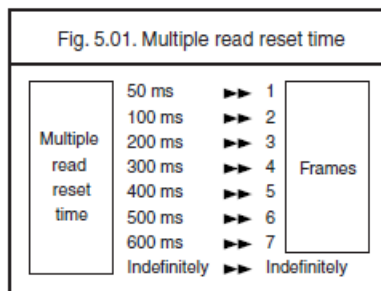 Fig. 5.01. Multiple read reset time
Multiple
read
reset
time
50 ms ►► 1
100 ms ►► 2
200 ms ►► 3
300 ms ►► 4
400 ms ►► 5
500 ms ►► 6
600 ms ►► 7
Indefinitely ►► Indefinitely
Frames